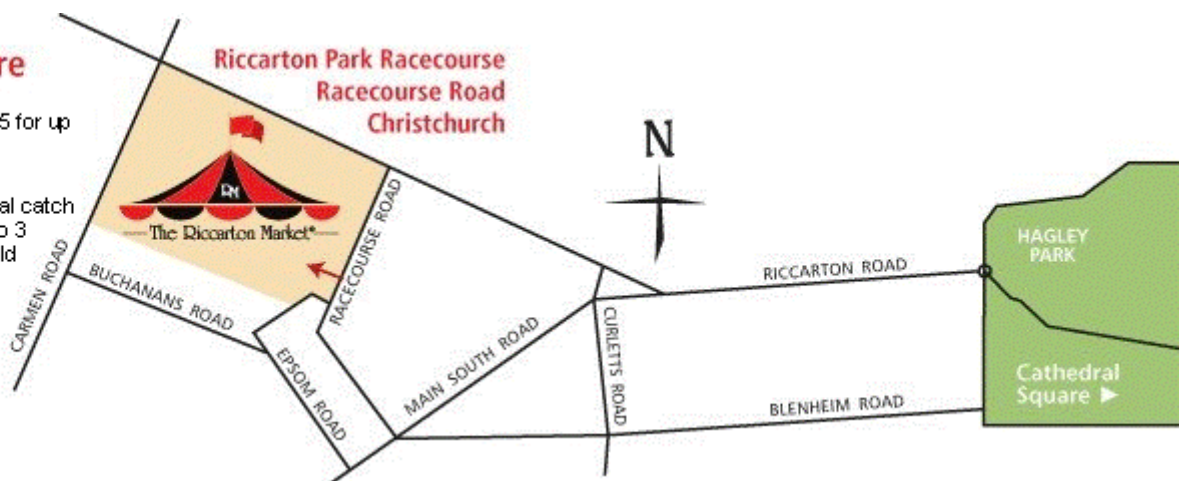 re
5 for up
al catch
o 3
ld
Riccarton Park Racecourse
Racecourse Road
Christchurch
RM
The Riccarton Market®
N
CARMEN ROAD
BUCHANANS ROAD
RACECOURSE ROAD
EPSOM ROAD
MAIN SOUTH ROAD
CURLETTS ROAD
RICCARTON ROAD
BLENHEIM ROAD
HAGLEY
PARK
Cathedral
Square ►